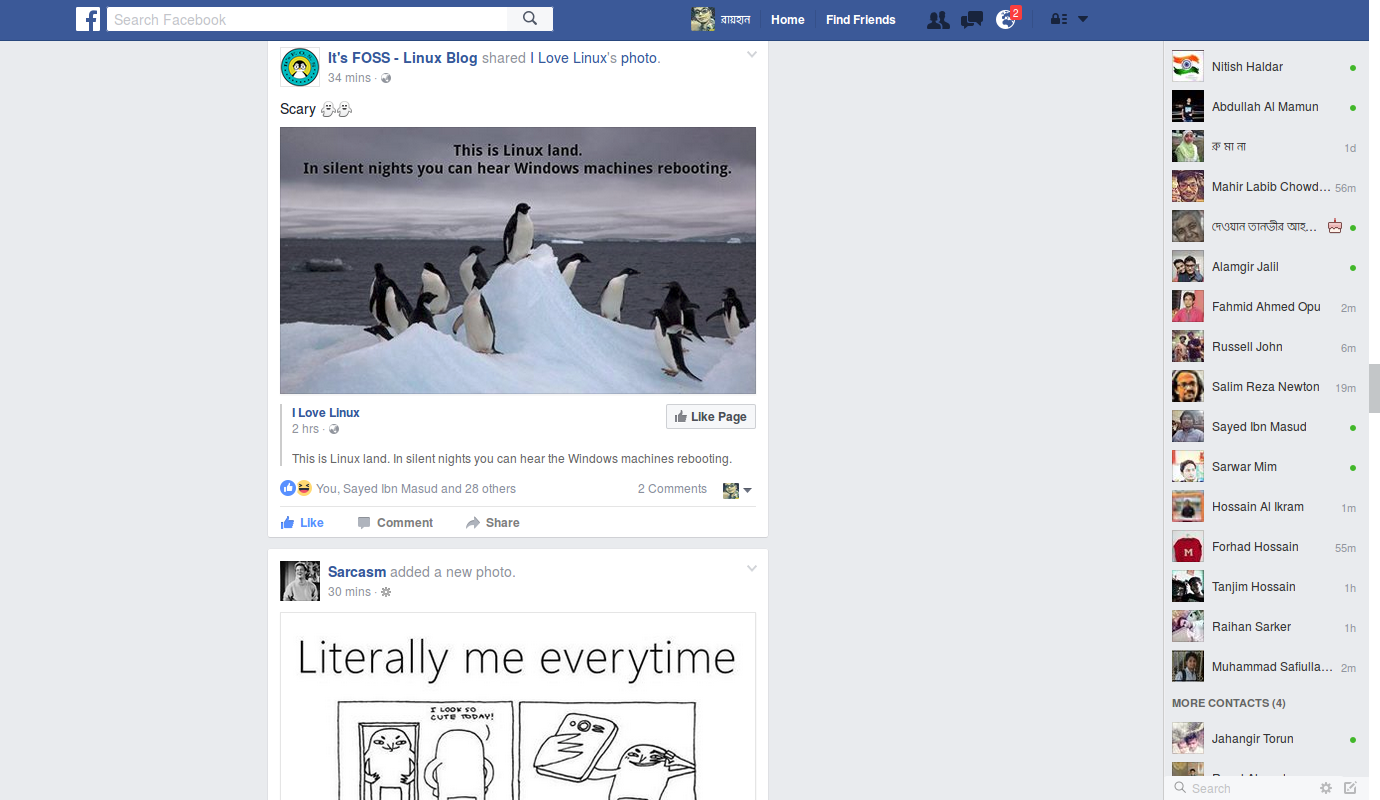 Search Facebook
রায়হান
Home
Find Friends
2
It's FOSS - Linux Blog shared I Love Linux's photo.
34 mins ·
Scary
This is Linux land.
In silent nights you can hear Windows machines rebooting.
I Love Linux
2 hrs ·
Like Page
This is Linux land. In silent nights you can hear the Windows machines rebooting.
You, Sayed Ibn Masud and 28 others
2 Comments
Like
Comment
Share
Sarcasm added a new photo.
30 mins ·
Literally me everytime
I LOOK SO
CUTE TODAY!
Nitish Haldar
Abdullah Al Mamun
রু মা না 1d
Mahir Labib Chowd... 56m
দেওয়ান তানভীর আহ...
Alamgir Jalil
Fahmid Ahmed Opu 2m
Russell John 6m
Salim Reza Newton 19m
Sayed Ibn Masud
Sarwar Mim
Hossain Al Ikram 1m
Forhad Hossain 55m
Tanjim Hossain 1h
Raihan Sarker 1h
Muhammad Safiulla... 2m
MORE CONTACTS (4)
Jahangir Torun
Search